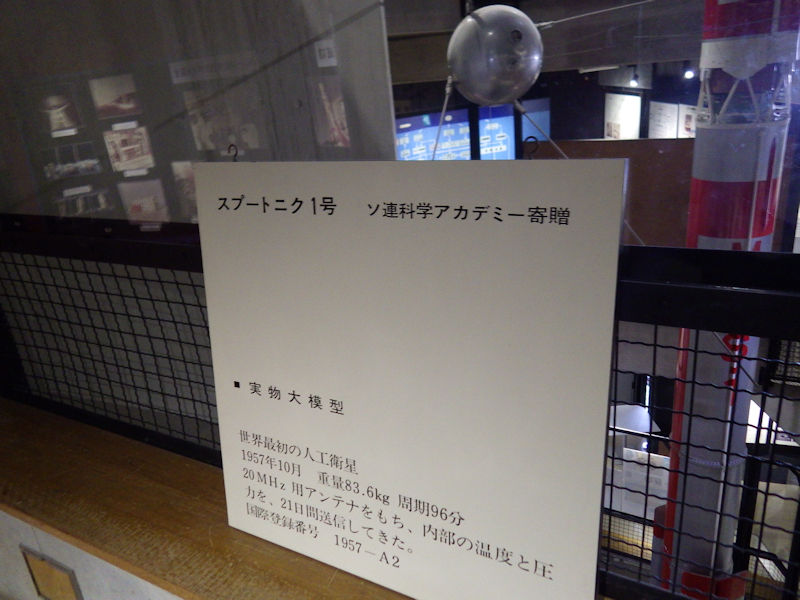 スプートニク1号　ソ連科学アカデミー寄贈
■ 実物大模型
世界最初の人工衛星
1957年10月　重量83.6kg 周期96分
20MHz 用アンテナをもち、内部の温度と圧
力を、21日間送信してきた。
国際登録番号　1957－A2